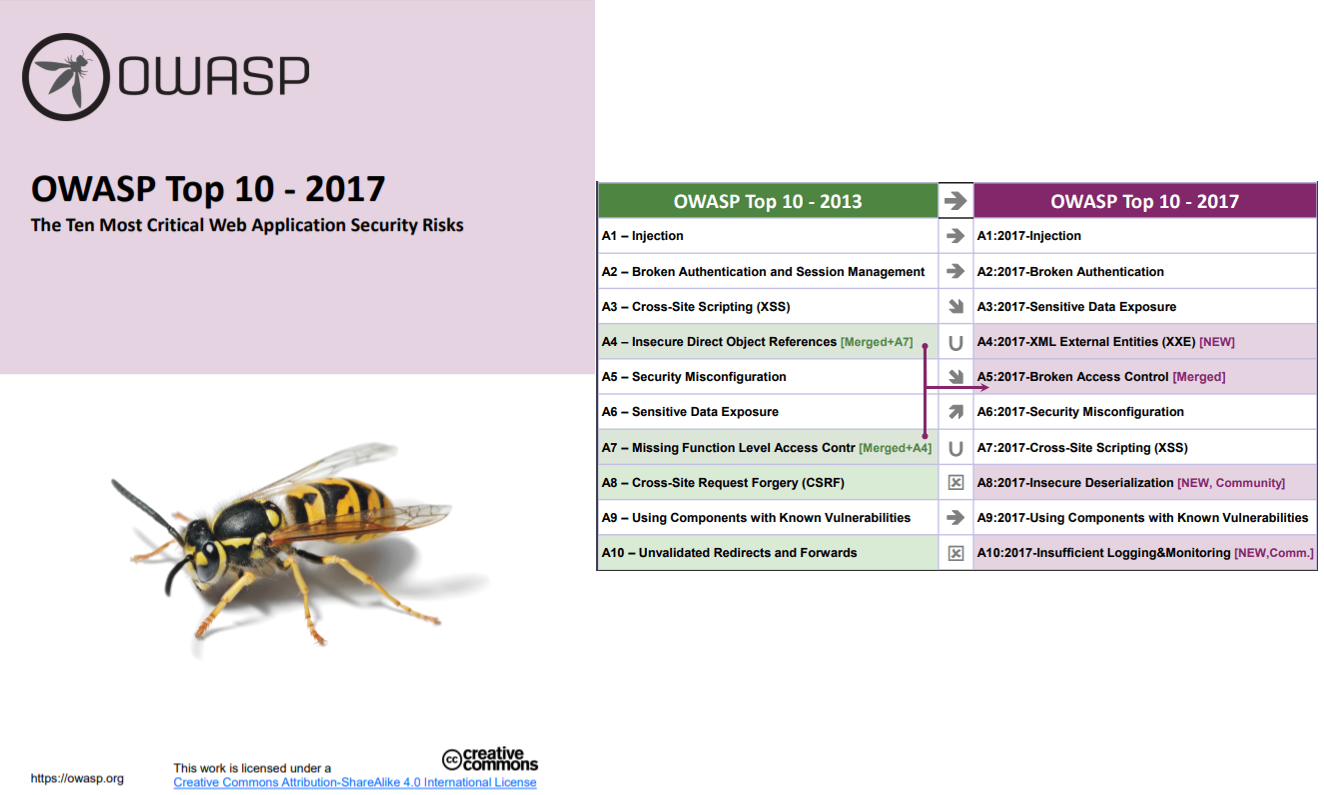 OWASP
OWASP Top 10 - 2017
The Ten Most Critical Web Application Security Risks
https://owasp.org
This work is licensed under a
Creative Commons Attribution-ShareAlike 4.0 International License
cc creative
commons
OWASP Top 10 - 2013
OWASP Top 10 - 2017
A1 – Injection
A1:2017-Injection
A2 – Broken Authentication and Session Management
A2:2017-Broken Authentication
A3 – Cross-Site Scripting (XSS)
A3:2017-Sensitive Data Exposure
A4 – Insecure Direct Object References [Merged+A7]
U
A4:2017-XML External Entities (XXE) [NEW]
A5 – Security Misconfiguration
A5:2017-Broken Access Control [Merged]
A6 – Sensitive Data Exposure
A6:2017-Security Misconfiguration
A7 – Missing Function Level Access Contr [Merged+A4]
U
A7:2017-Cross-Site Scripting (XSS)
A8 – Cross-Site Request Forgery (CSRF)
A8:2017-Insecure Deserialization [NEW, Community]
A9 – Using Components with Known Vulnerabilities
A9:2017-Using Components with Known Vulnerabilities
A10 – Unvalidated Redirects and Forwards
A10:2017-Insufficient Logging&Monitoring [NEW,Comm.]